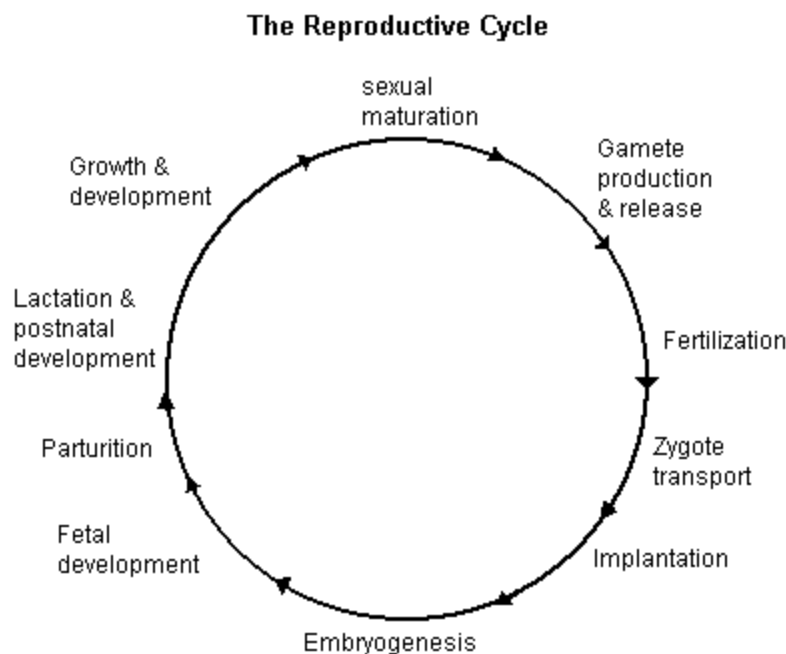 The Reproductive Cycle
sexual
maturation
Gamete
production
& release
Fertilization
Zygote
transport
Implantation
Embryogenesis
Fetal
development
Parturition
Lactation &
postnatal
development
Growth &
development